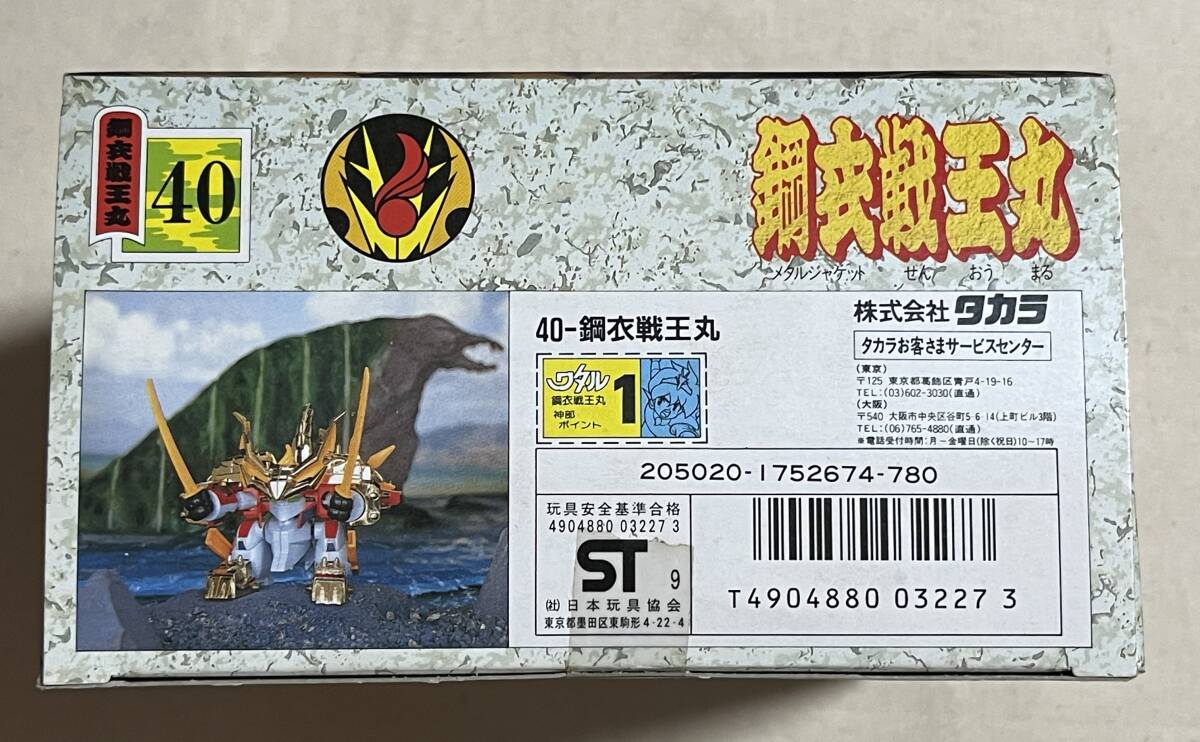 鋼衣戦王丸
40
鋼衣戦王丸
メタルジャケット せん おう まる
40-鋼衣戦王丸
ワタル
鋼衣戦王丸
神部
ポイント
1
株式会社 タカラ
タカラお客さまサービスセンター
(東京)
〒125 東京都葛飾区青戸4-19-16
TEL:(03)602-3030(直通)
(大阪)
〒540 大阪市中央区谷町5-6-14(上町ビル3階)
TEL:(06)765-4880(直通)
※電話受付時間:月~金曜日(除く祝日)10~17時
205020-1752674-780
玩具安全基準合格
4904880 03227 3
ST 9
(社)日本玩具協会
東京都墨田区東駒形4-22-4
T4904880 03227 3